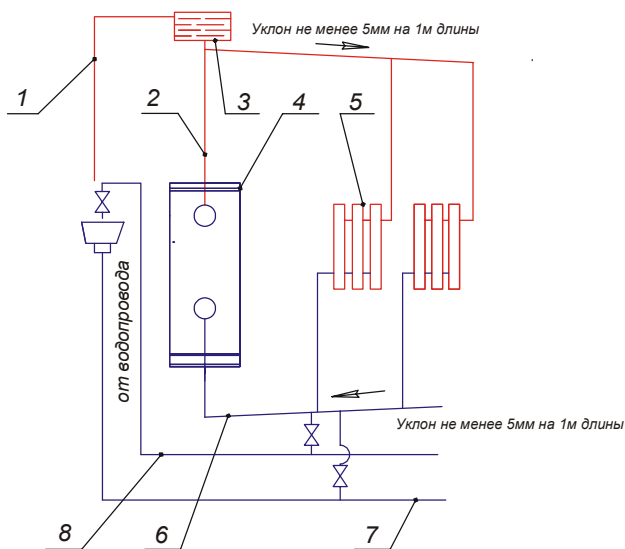 Уклон не менее 5мм на 1м длины
1
2
3
4
5
от водопровода
Уклон не менее 5мм на 1м длины
8
6
7